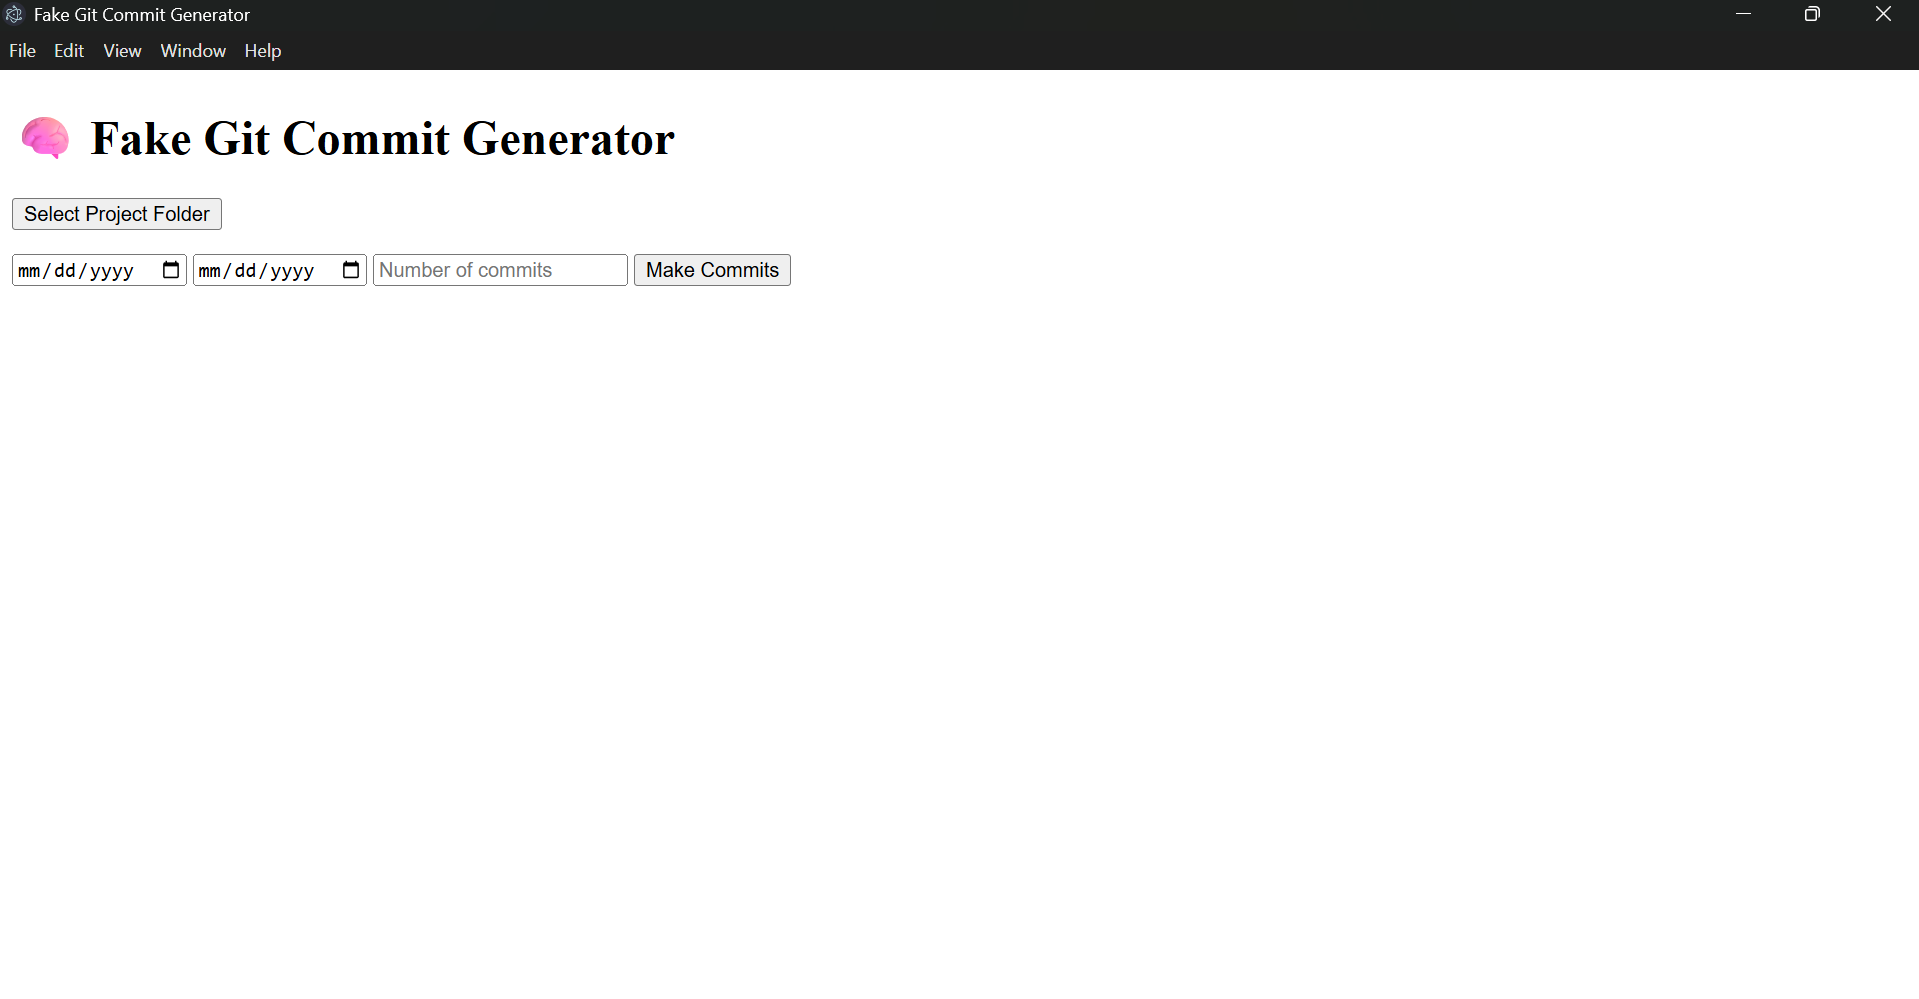 Fake Git Commit Generator
File Edit View Window Help
Fake Git Commit Generator
Select Project Folder
mm/dd/yyyy mm/dd/yyyy Number of commits Make Commits